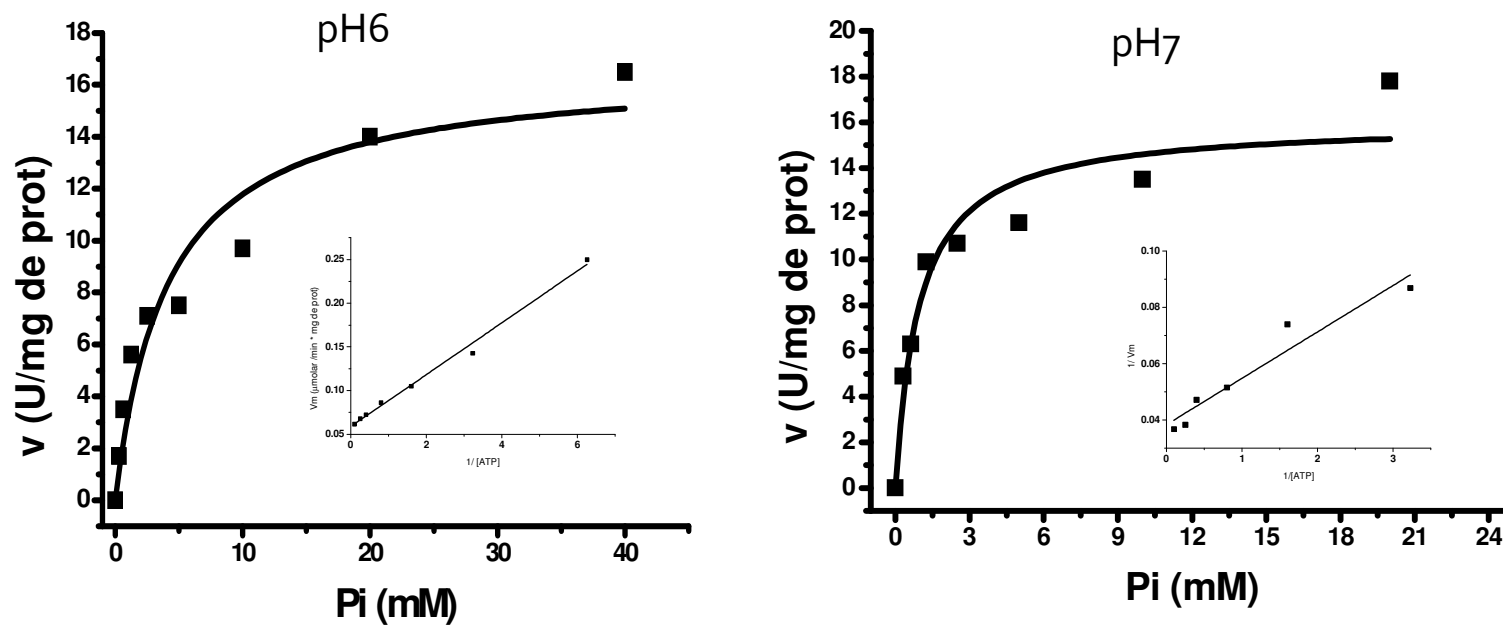 pH6
v (U/mg de prot)
18
16
14
12
10
8
6
4
2
0
0 10 20 30 40
Pi (mM)
Vm (μmolar /min * mg de prot)
0.25
0.20
0.15
0.10
0.05
0 2 4 6
1/ [ATP]
pH7
v (U/mg de prot)
20
18
16
14
12
10
8
6
4
2
0
0 3 6 9 12 15 18 21 24
Pi (mM)
1/ Vm
0.10
0.08
0.06
0.04
0 1 2 3
1/[ATP]